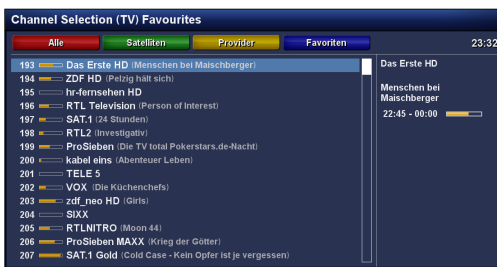 Channel Selection (TV) Favourites
Alle Satelliten Provider Favoriten 23:32
193 Das Erste HD (Menschen bei Maischberger)
194 ZDF HD (Pelzig hält sich)
195 hr-fernsehen HD
196 RTL Television (Person of Interest)
197 SAT.1 (24 Stunden)
198 RTL2 (Investigativ)
199 ProSieben (Die TV total Pokerstars.de-Nacht)
200 kabel eins (Abenteuer Leben)
201 TELE 5
202 VOX (Die Küchenchefs)
203 zdf_neo HD (Girls)
204 SIXX
205 RTLNITRO (Moon 44)
206 ProSieben MAXX (Krieg der Götter)
207 SAT.1 Gold (Cold Case - Kein Opfer ist je vergessen)
Das Erste HD
Menschen bei
Maischberger
22:45 - 00:00